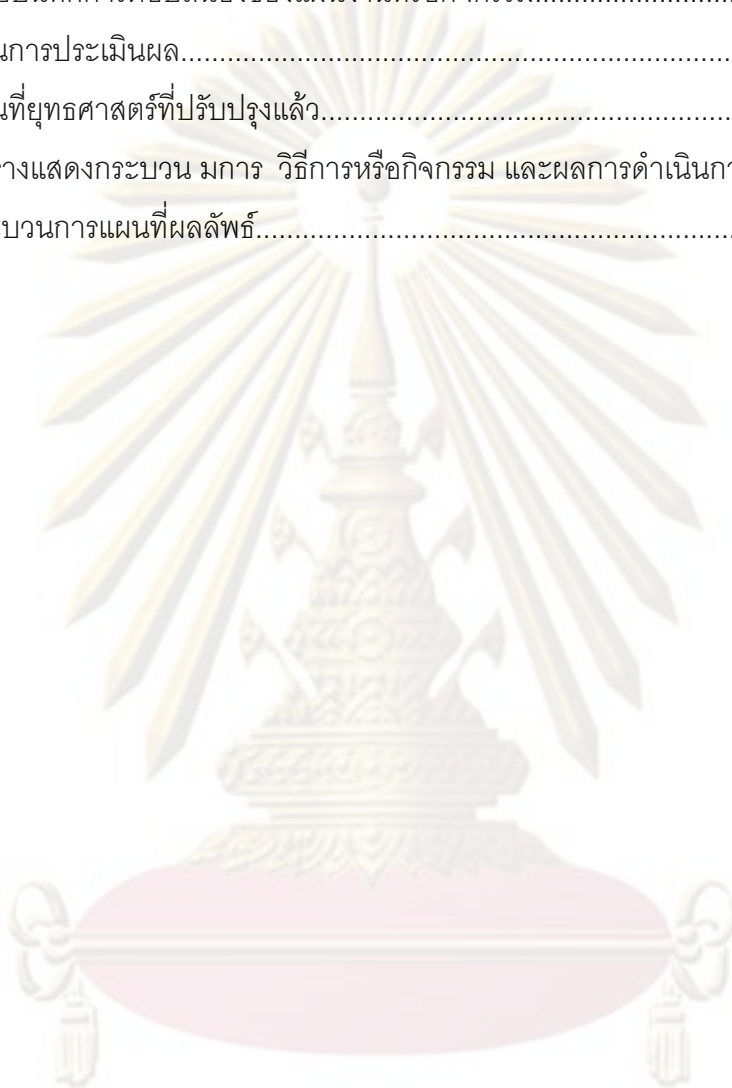 นการประเมินผล
นที่ยุทธศาสตร์ที่ปรับปรุงแล้ว
างแสดงกระบวน มการ วิธีการหรือกิจกรรม และผลการดำเนินกา
บวนการแผนที่ผลลัพธ์